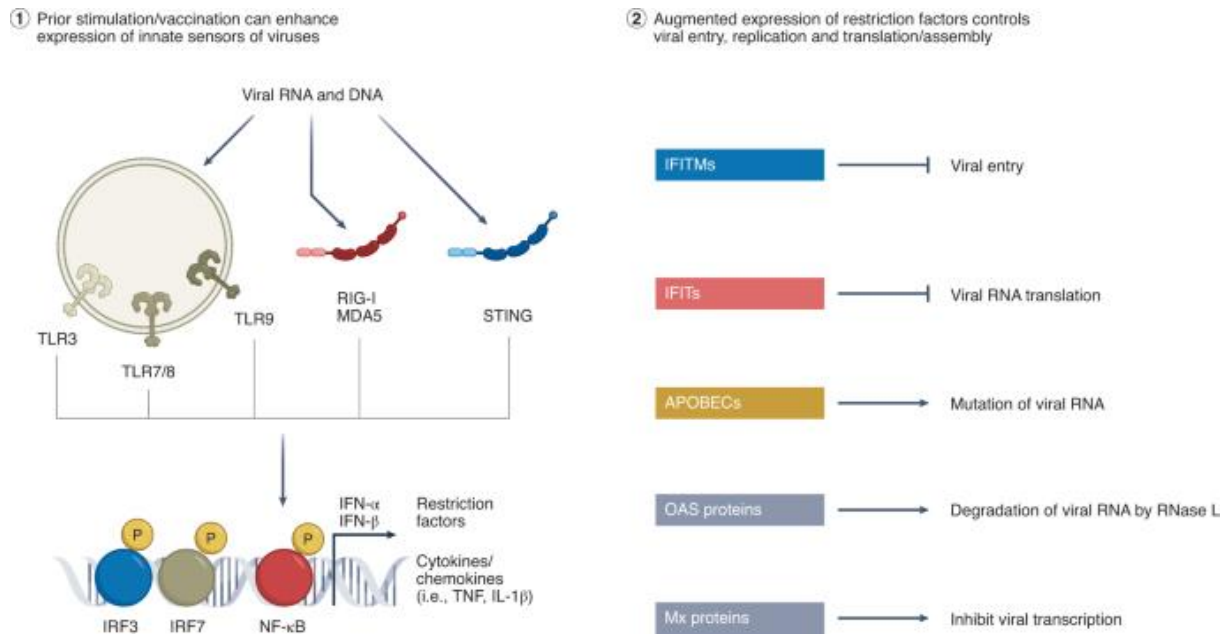 1 Prior stimulation/vaccination can enhance
expression of innate sensors of viruses
Viral RNA and DNA
TLR3
TLR7/8
TLR9
RIG-I
MDA5
STING
IFN-α
IFN-β
Restriction
factors
Cytokines/
chemokines
(i.e., TNF, IL-1β)
P
P
P
IRF3
IRF7
NF-κB
2 Augmented expression of restriction factors controls
viral entry, replication and translation/assembly
IFITMs
Viral entry
IFITs
Viral RNA translation
APOBECs
Mutation of viral RNA
OAS proteins
Degradation of viral RNA by RNase L
Mx proteins
Inhibit viral transcription